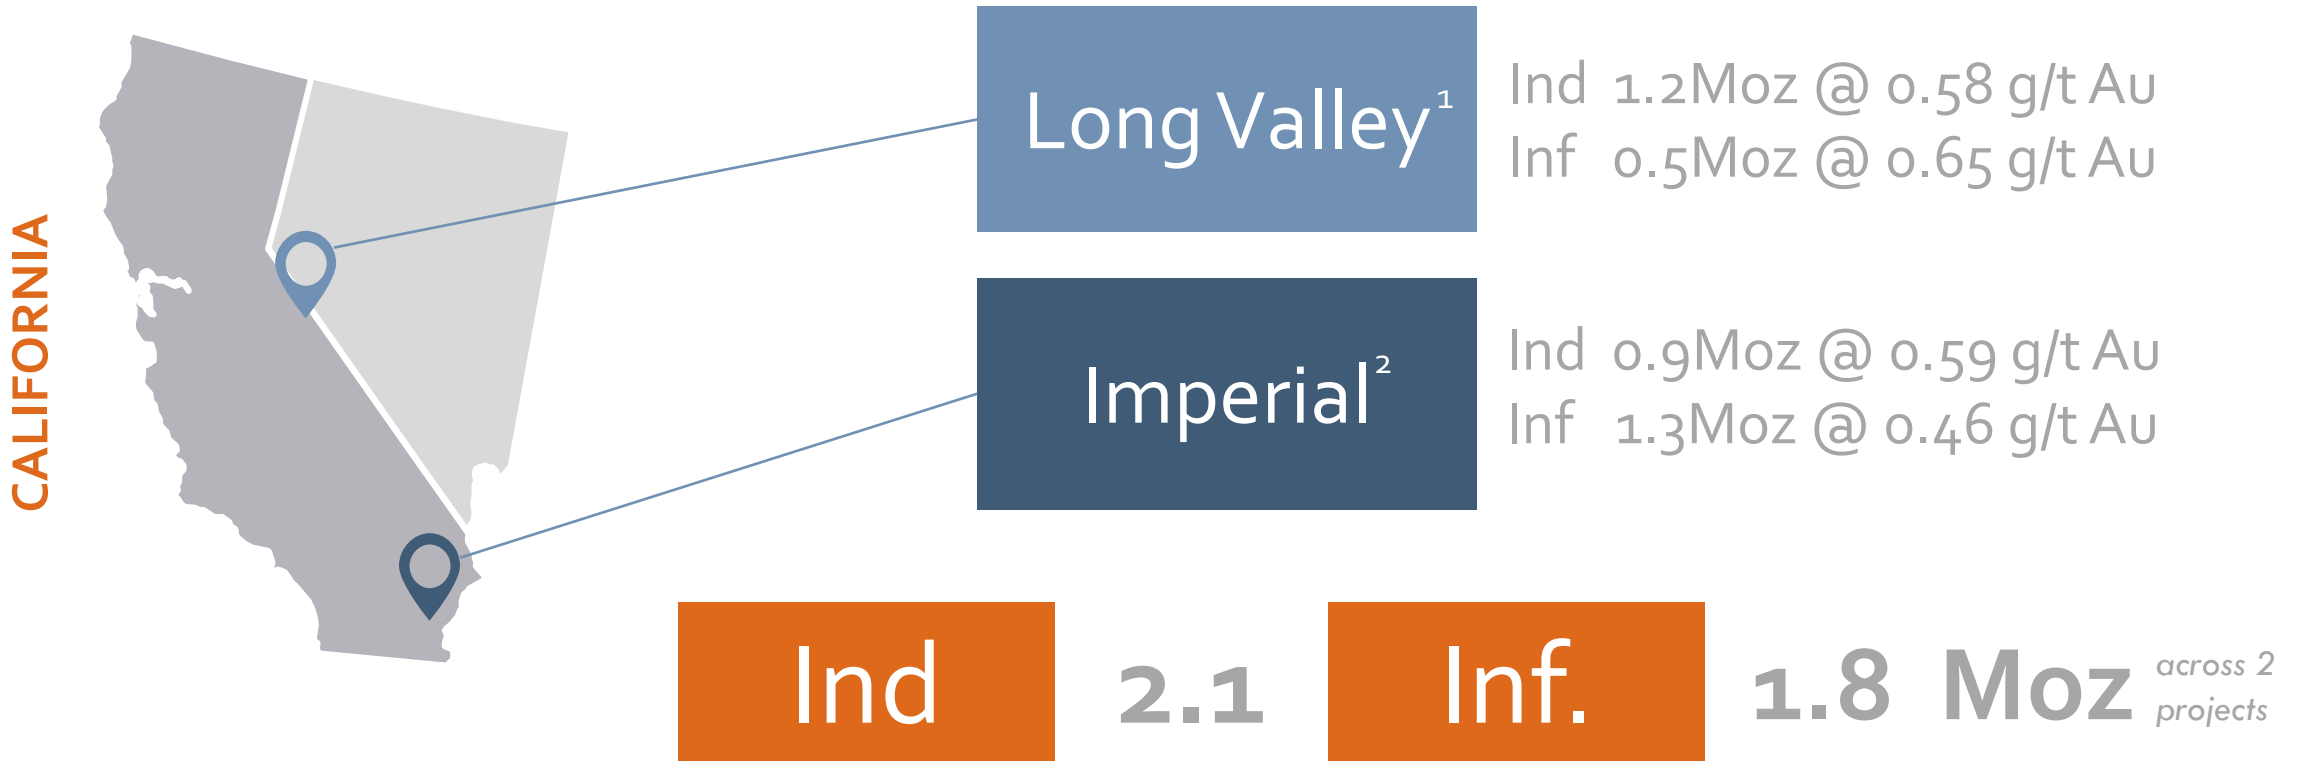 CALIFORNIA
Long Valley¹
Ind 1.2Moz @ 0.58 g/t Au
Inf 0.5Moz @ 0.65 g/t Au
Imperial²
Ind 0.9Moz @ 0.59 g/t Au
Inf 1.3Moz @ 0.46 g/t Au
Ind 2.1 Inf. 1.8 Moz across 2
projects